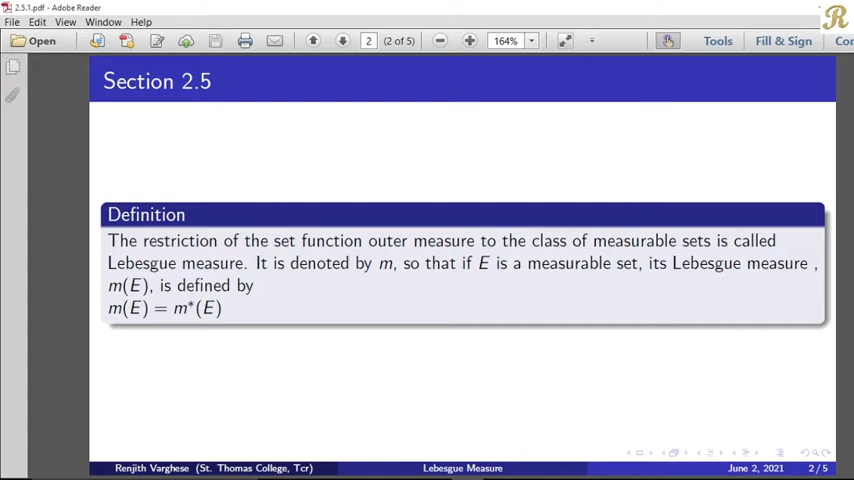 2.5.1.pdf - Adobe Reader
File Edit View Window Help
Open 2 (2 of 5) 164% Tools Fill & Sign
Section 2.5
Definition
The restriction of the set function outer measure to the class of measurable sets is called
Lebesgue measure. It is denoted by m, so that if E is a measurable set, its Lebesgue measure ,
m(E), is defined by
m(E) = m*(E)
Renjith Varghese (St. Thomas College, Tcr) Lebesgue Measure June 2, 2021 2 / 5